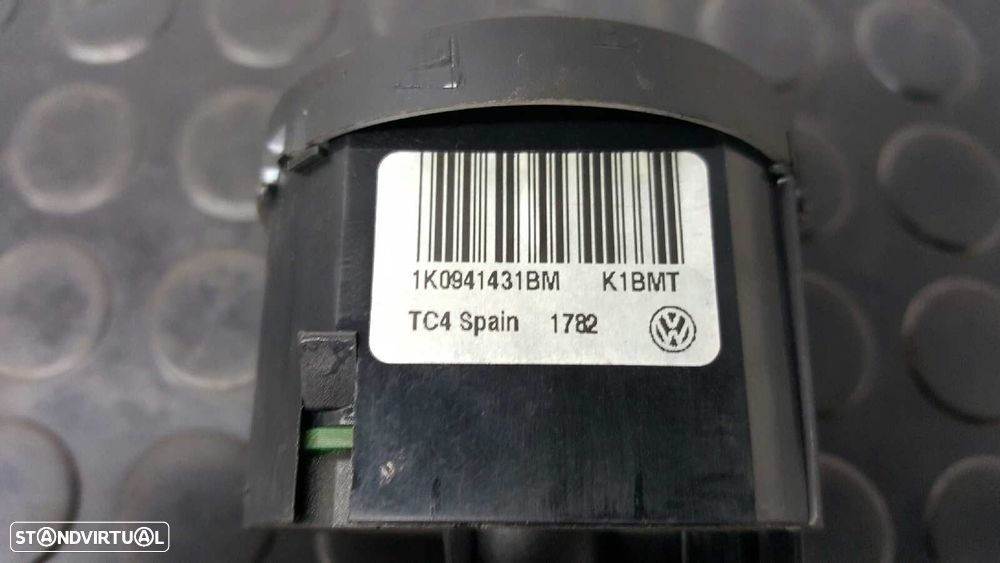 1K0941431BM K1BMT
TC4 Spain 1782
STANDVIRTUAL